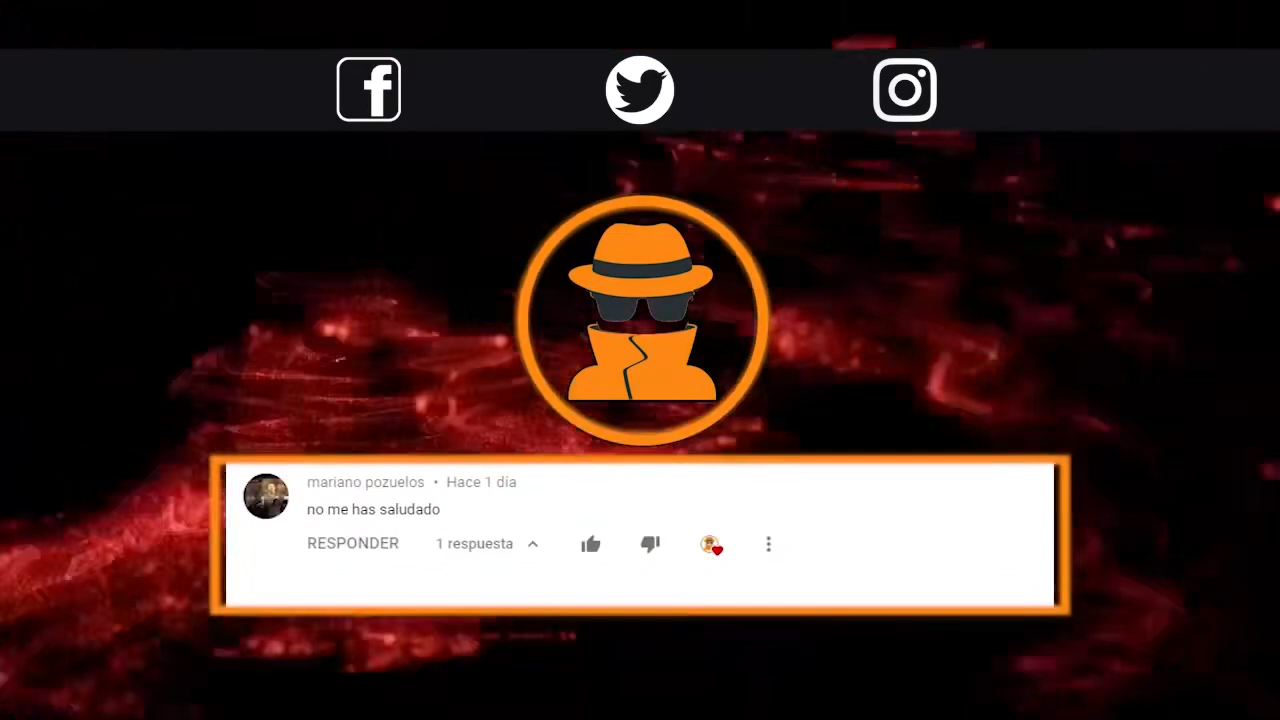 mariano pozuelos • Hace 1 día
no me has saludado
RESPONDER 1 respuesta